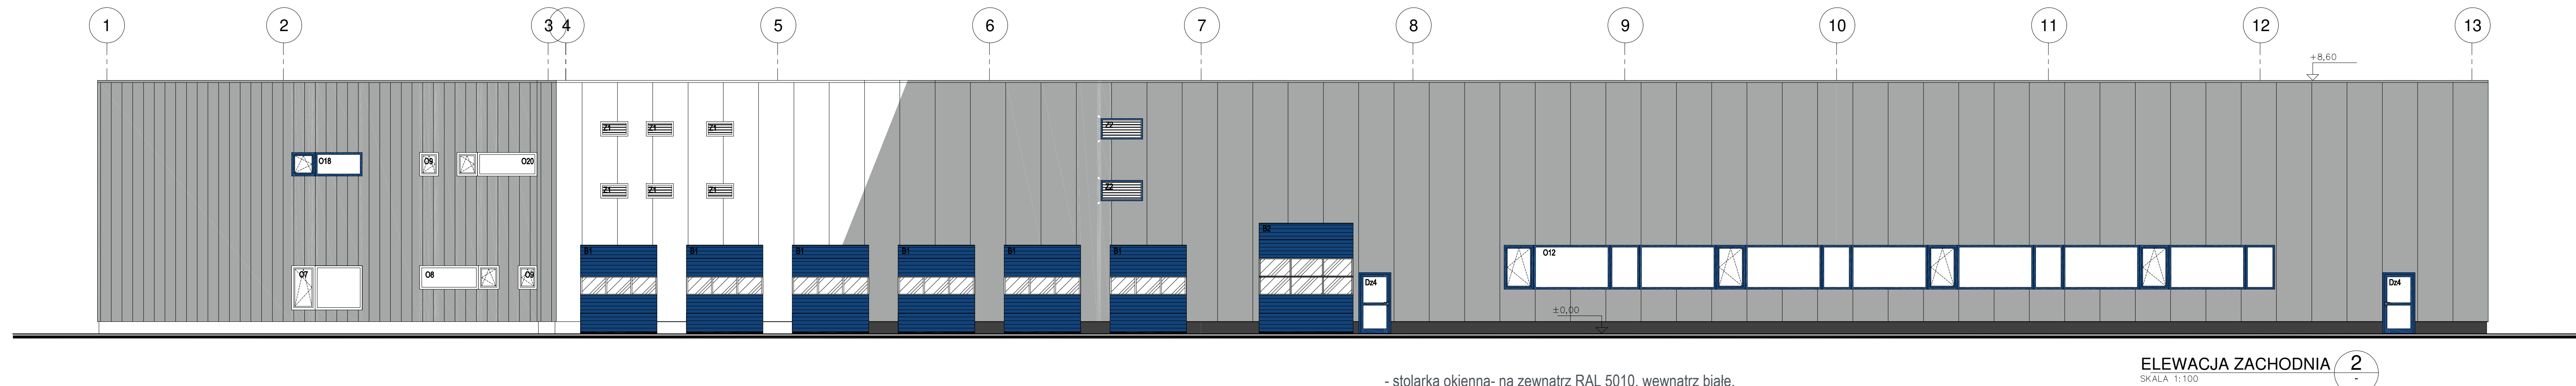 1 2 3 4 5 6 7 8 9 10 11 12 13
+8,60
Z1 Z1 Z1 Z2
O18 O9 O20
Z1 Z1 Z1 Z2
B2
B1 B1 B1 B1 B1 B1
O12
O7 O8 O9
Dz4 Dz4
±0,00
ELEWACJA ZACHODNIA 2
SKALA 1:100 -
- stolarka okienna- na zewnątrz RAL 5010, wewnątrz białe,